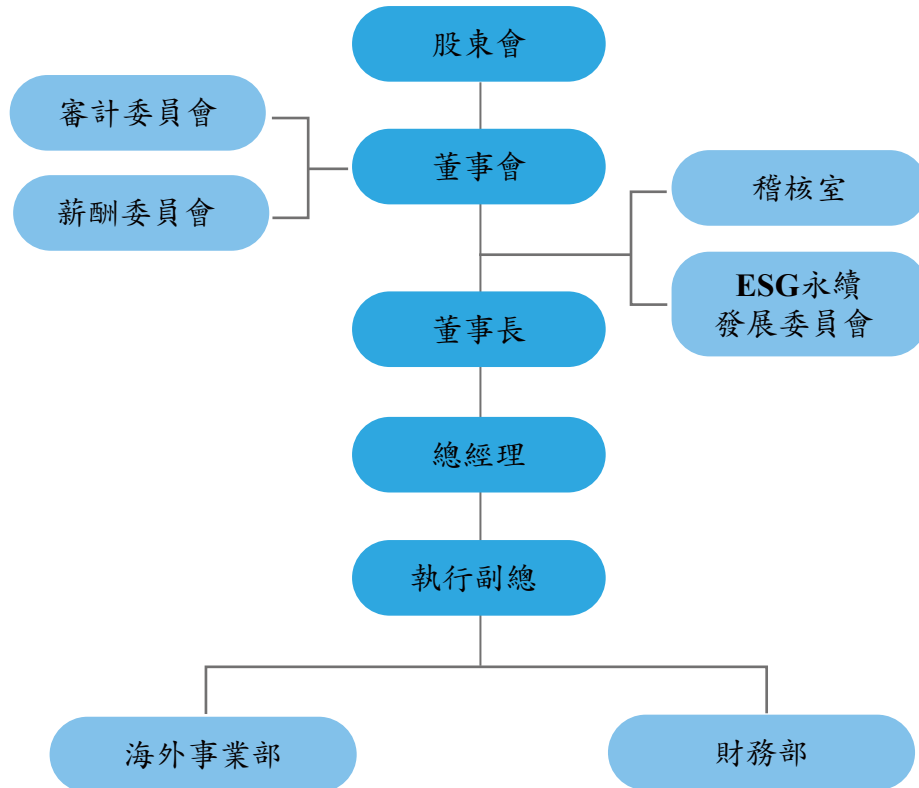 股東會
審計委員會
董事會
稽核室
薪酬委員會
ESG永續
發展委員會
董事長
總經理
執行副總
海外事業部
財務部